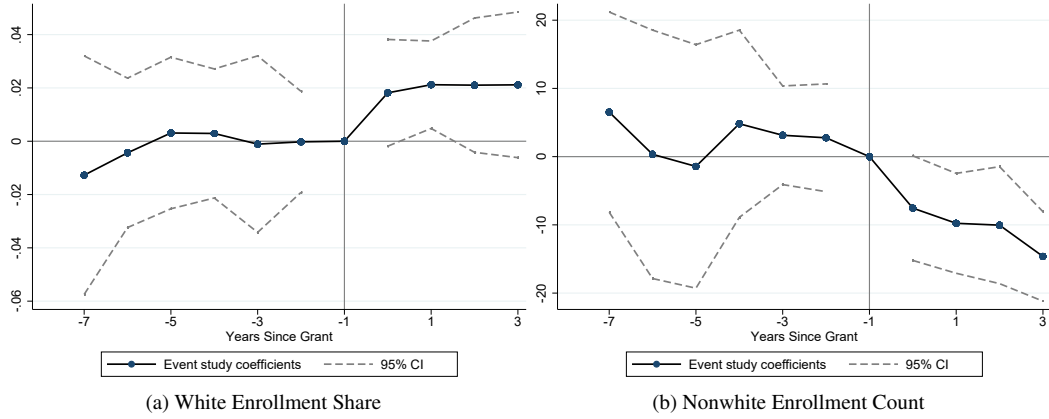 .04
.02
0
-.02
-.04
-.06
-7
-5
-3
-1
1
3
Years Since Grant
Event study coefficients
95% CI
(a) White Enrollment Share
20
10
0
-10
-20
-7
-5
-3
-1
1
3
Years Since Grant
Event study coefficients
95% CI
(b) Nonwhite Enrollment Count